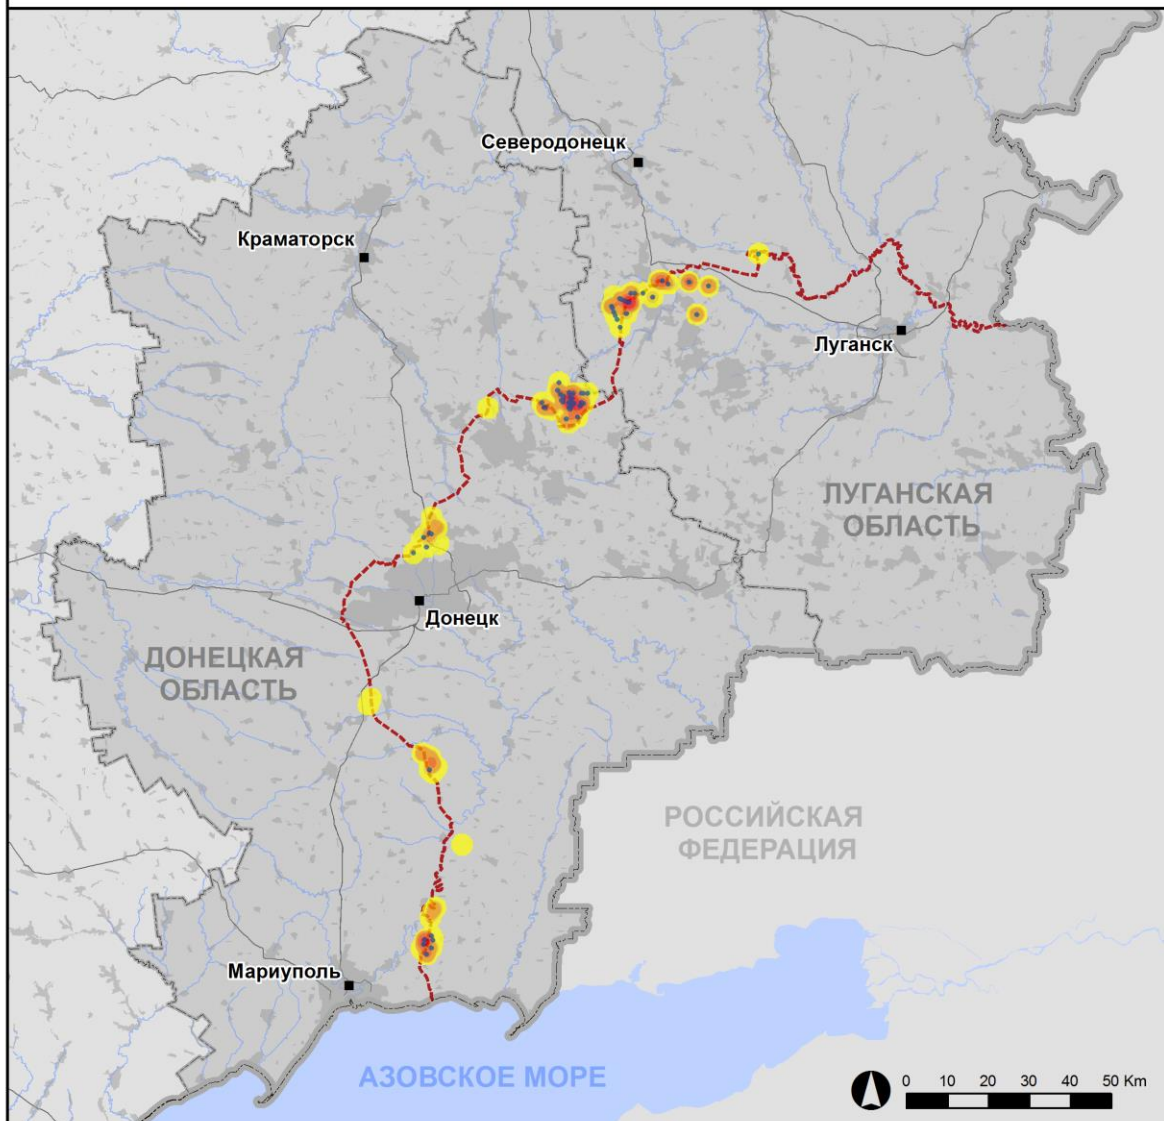 Северодонецк
Краматорск
Луганск
ЛУГАНСКАЯ
ОБЛАСТЬ
Донецк
ДОНЕЦКАЯ
ОБЛАСТЬ
РОССИЙСКАЯ
ФЕДЕРАЦИЯ
Мариуполь
АЗОВСКОЕ МОРЕ
0 10 20 30 40 50 Km